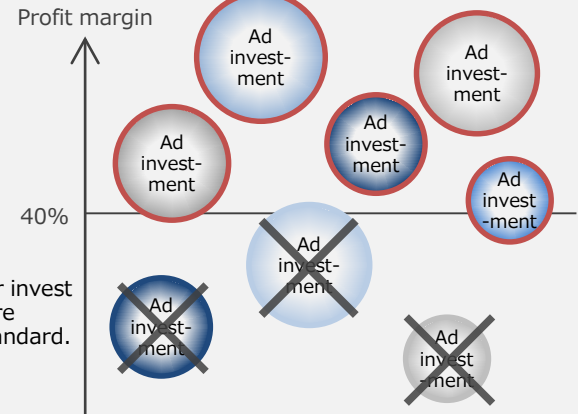 Profit margin
Ad
invest-
ment
Ad
invest-
ment
Ad
invest-
ment
Ad
invest-
ment
Ad
invest
-ment
40%
Ad
invest-
ment
invest
re
Ad
invest-
ment
Ad
invest
-ment